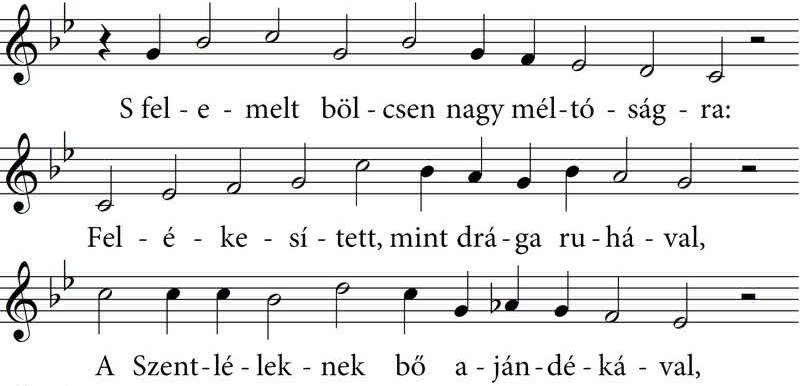 S fel - e - melt böl - csen nagy mél - tó - ság - ra:
Fel - é - ke - sí - tett, mint drá - ga ru - há - val,
A Szent - lé - lek - nek bő a - ján - dé - ká - val,